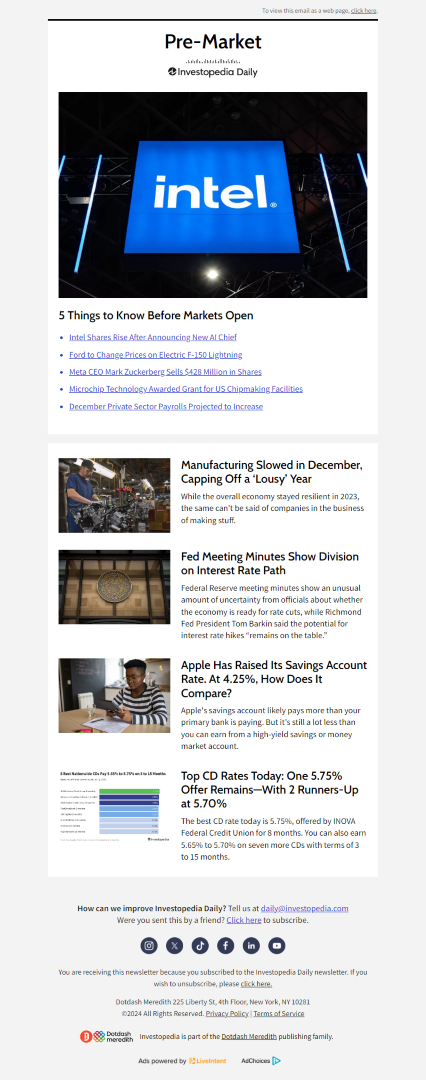 To view this email as a web page, click here.
Pre-Market
Investopedia Daily
intel®
5 Things to Know Before Markets Open
• Intel Shares Rise After Announcing New AI Chief
• Ford to Change Prices on Electric F-150 Lightning
• Meta CEO Mark Zuckerberg Sells $428 Million in Shares
• Microchip Technology Awarded Grant for US Chipmaking Facilities
• December Private Sector Payrolls Projected to Increase
Manufacturing Slowed in December,
Capping Off a ‘Lousy’ Year
While the overall economy stayed resilient in 2023,
the same can't be said of companies in the business
of making stuff.
Fed Meeting Minutes Show Division
on Interest Rate Path
Federal Reserve meeting minutes show an unusual
amount of uncertainty from officials about whether
the economy is ready for rate cuts, while Richmond
Fed President Tom Barkin said the potential for
interest rate hikes “remains on the table.”
Apple Has Raised Its Savings Account
Rate. At 4.25%, How Does It
Compare?
Apple's savings account likely pays more than your
primary bank is paying. But it's still a lot less than
you can earn from a high-yield savings or money
market account.
Top CD Rates Today: One 5.75%
Offer Remains—With 2 Runners-Up
at 5.70%
The best CD rate today is 5.75%, offered by INOVA
Federal Credit Union for 8 months. You can also earn
5.65% to 5.70% on seven more CDs with terms of 3
to 15 months.
How can we improve Investopedia Daily? Tell us at daily@investopedia.com
Were you sent this by a friend? Click here to subscribe.
You are receiving this newsletter because you subscribed to the Investopedia Daily newsletter. If you
wish to unsubscribe, please click here.
Dotdash Meredith 225 Liberty St, 4th Floor, New York, NY 10281
©2024 All Rights Reserved. Privacy Policy | Terms of Service
Dotdash
meredith
Investopedia is part of the Dotdash Meredith publishing family.
Ads powered by LiveIntent AdChoices